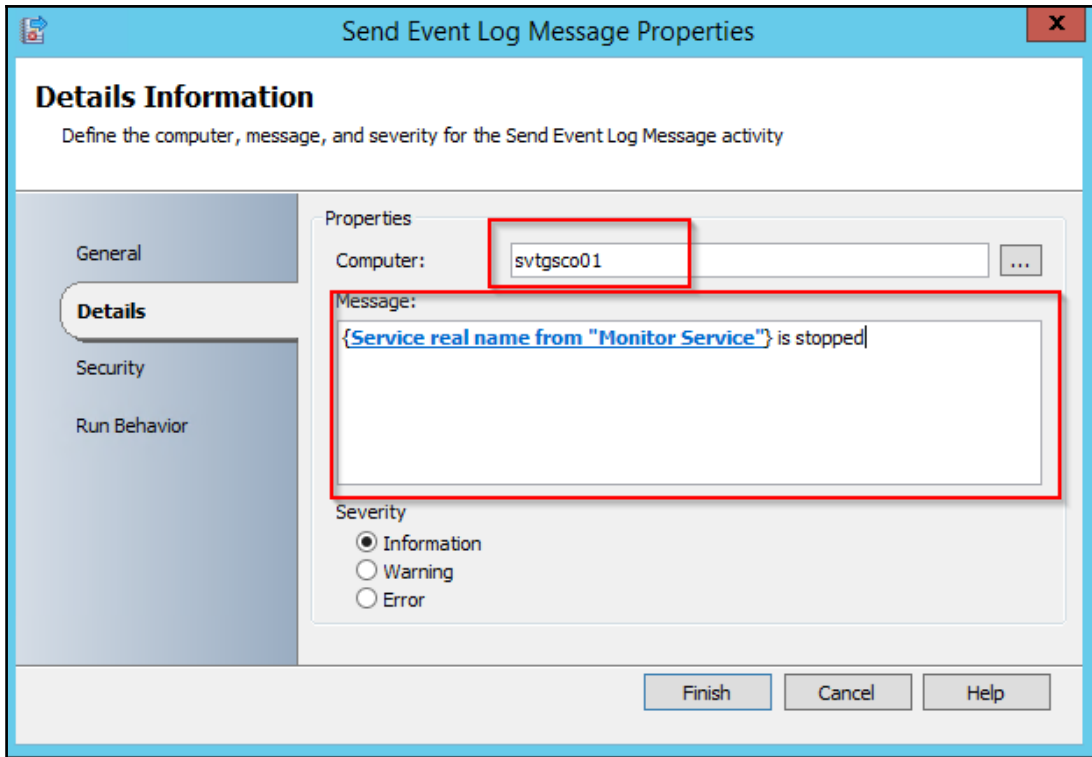 Send Event Log Message Properties
x
Details Information
Define the computer, message, and severity for the Send Event Log Message activity
General
Details
Security
Run Behavior
Properties
Computer: svtgsco01 ...
Message:
{Service real name from "Monitor Service"} is stopped
Severity
Information
Warning
Error
Finish Cancel Help